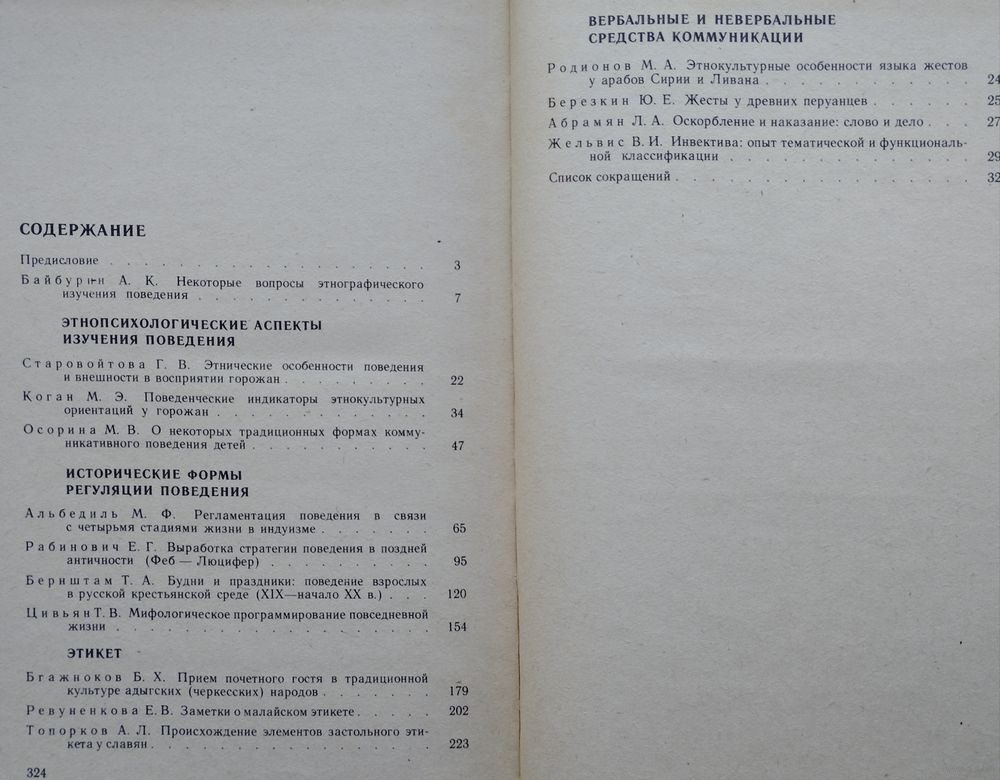 СОДЕРЖАНИЕ
Предисловие . . . . . . . . . . . . . . . . . 3
Байбурин А. К. Некоторые вопросы этнографического
изучения поведения . . . . . . . . . . . . 7
ЭТНОПСИХОЛОГИЧЕСКИЕ АСПЕКТЫ
ИЗУЧЕНИЯ ПОВЕДЕНИЯ
Старовойтова Г. В. Этнические особенности поведения
и внешности в восприятии горожан . . . . . . . . 22
Коган М. Э. Поведенческие индикаторы этнокультурных
ориентаций у горожан . . . . . . . . . . . 34
Осорина М. В. О некоторых традиционных формах комму-
никативного поведения детей . . . . . . . . . 47
ИСТОРИЧЕСКИЕ ФОРМЫ
РЕГУЛЯЦИИ ПОВЕДЕНИЯ
Альбедиль М. Ф. Регламентация поведения в связи
с четырьмя стадиями жизни в индуизме . . . . . . 65
Рабинович Е. Г. Выработка стратегии поведения в поздней
античности (Феб — Люцифер) . . . . . . . . . 95
Бернштам Т. А. Будни и праздники: поведение взрослых
в русской крестьянской среде (XIX—начало XX в.) . . . 120
Цивьян Т. В. Мифологическое программирование повседневной
жизни . . . . . . . . . . . . . . . . 154
ЭТИКЕТ
Бгажноков Б. Х. Прием почетного гостя в традиционной
культуре адыгских (черкесских) народов . . . . . . 179
Ревуненкова Е. В. Заметки о малайском этикете . . . . . 202
Топорков А. Л. Происхождение элементов застольного эти-
кета у славян . . . . . . . . . . . . . . 223
324
ВЕРБАЛЬНЫЕ И НЕВЕРБАЛЬНЫЕ
СРЕДСТВА КОММУНИКАЦИИ
Родионов М. А. Этнокультурные особенности языка жестов
у арабов Сирии и Ливана . . . . . . . . . . 24
Березкин Ю. Е. Жесты у древних перуанцев . . . . . . 25
Абрамян Л. А. Оскорбление и наказание: слово и дело . . . 27
Жельвис В. И. Инвектива: опыт тематической и функциональ-
ной классификации . . . . . . . . . . . . 29
Список сокращений . . . . . . . . . . . . . . . 32